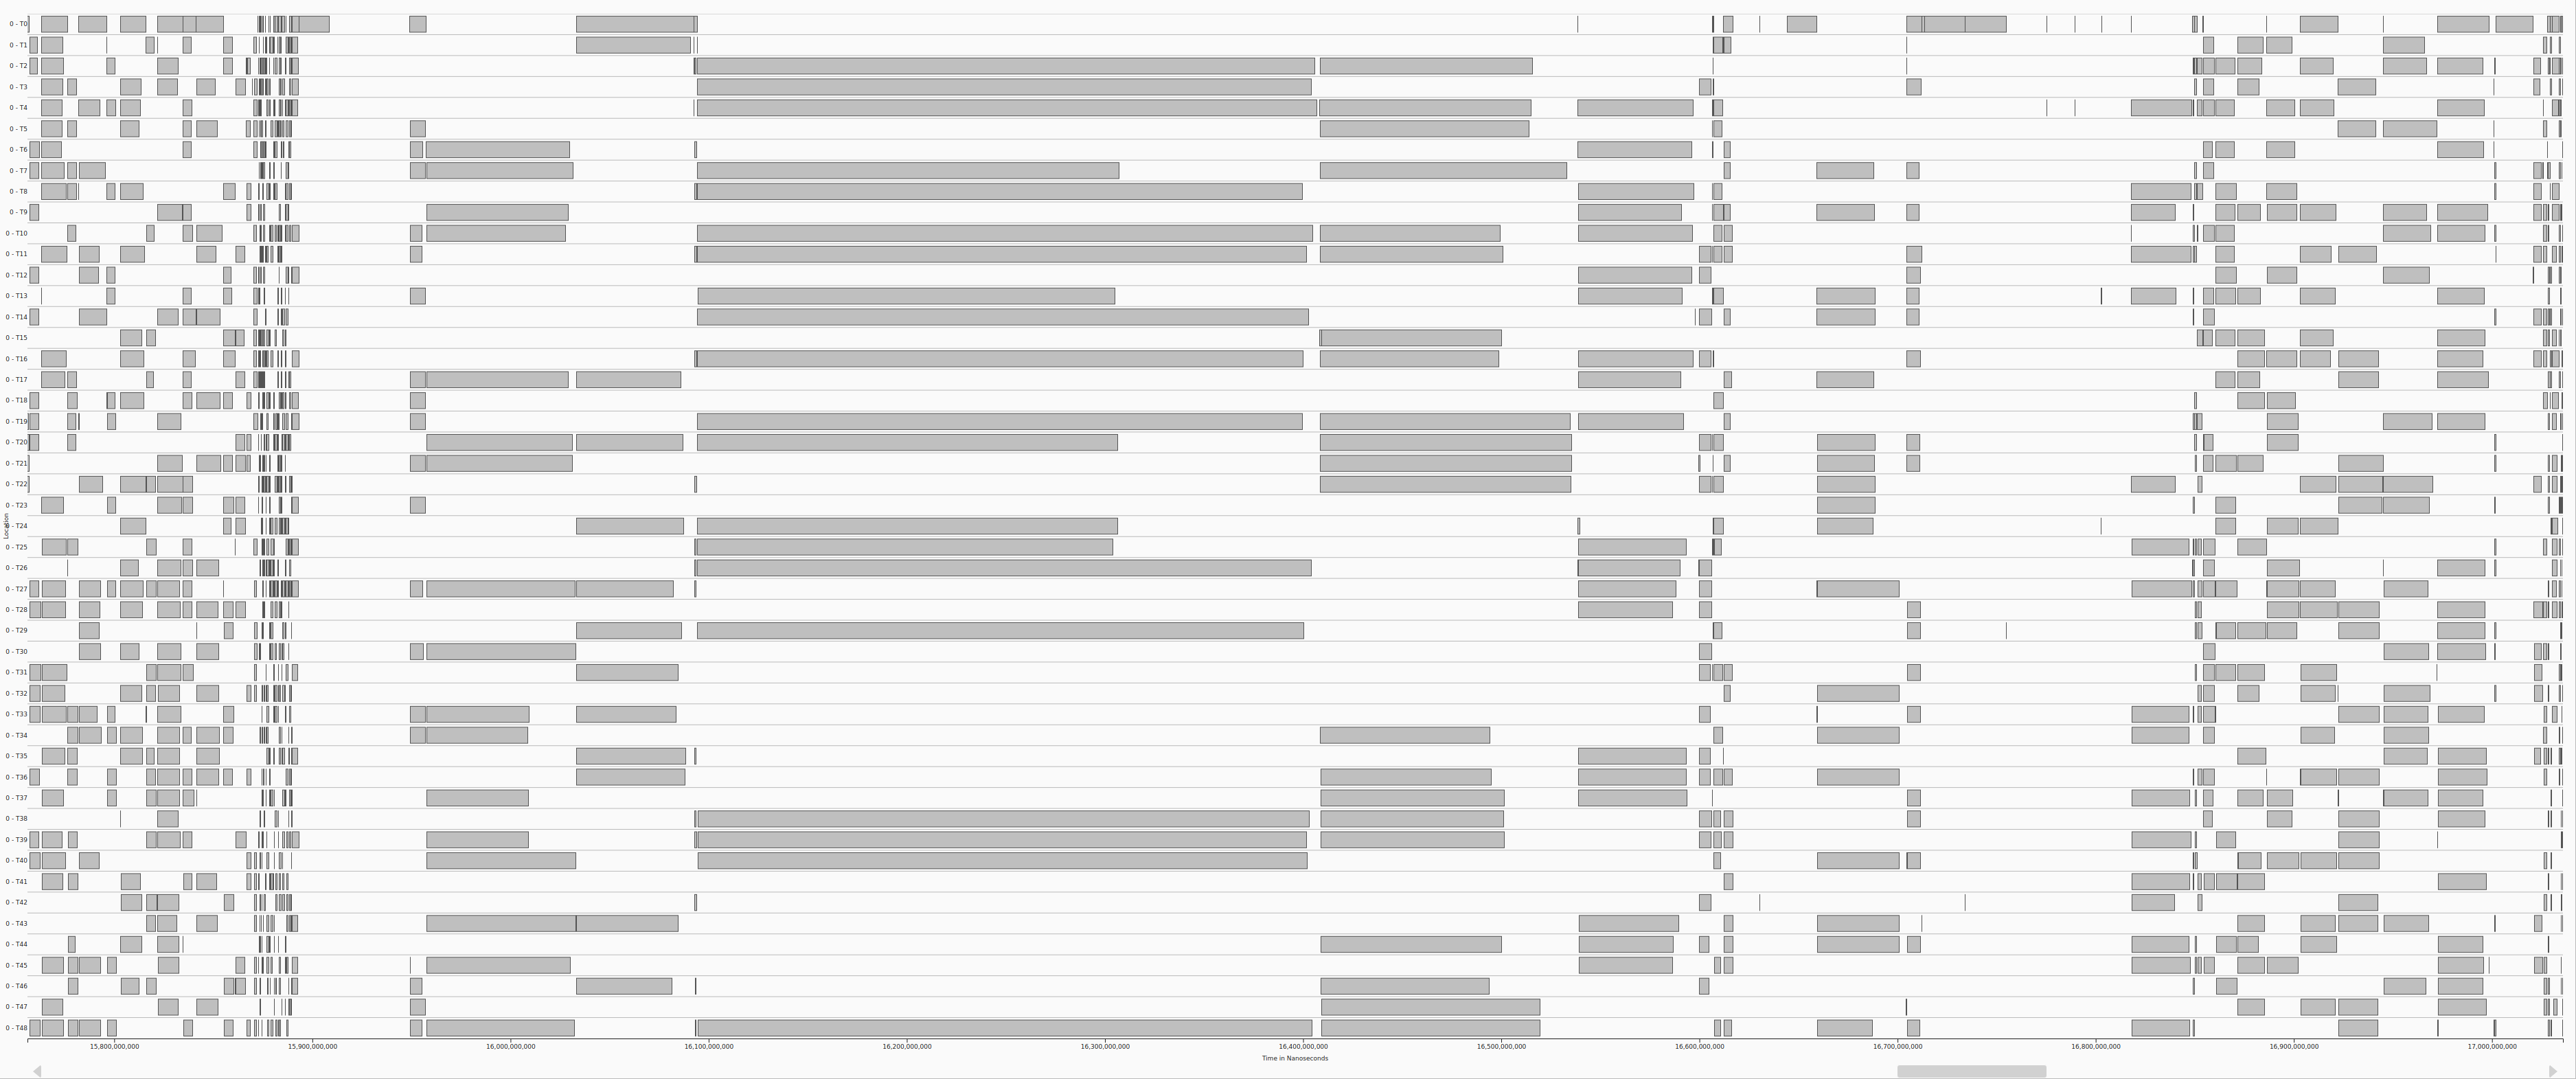 0 - T0
0 - T1
0 - T2
0 - T3
0 - T4
0 - T5
0 - T6
0 - T7
0 - T8
0 - T9
0 - T10
0 - T11
0 - T12
0 - T13
0 - T14
0 - T15
0 - T16
0 - T17
0 - T18
0 - T19
0 - T20
0 - T21
0 - T22
0 - T23
0 - T24
Location
0 - T25
0 - T26
0 - T27
0 - T28
0 - T29
0 - T30
0 - T31
0 - T32
0 - T33
0 - T34
0 - T35
0 - T36
0 - T37
0 - T38
0 - T39
0 - T40
0 - T41
0 - T42
0 - T43
0 - T44
0 - T45
0 - T46
0 - T47
0 - T48
15,800,000,000 15,900,000,000 16,000,000,000 16,100,000,000 16,200,000,000 16,300,000,000 16,400,000,000 16,500,000,000 16,600,000,000 16,700,000,000 16,800,000,000 16,900,000,000 17,000,000,000
Time in Nanoseconds